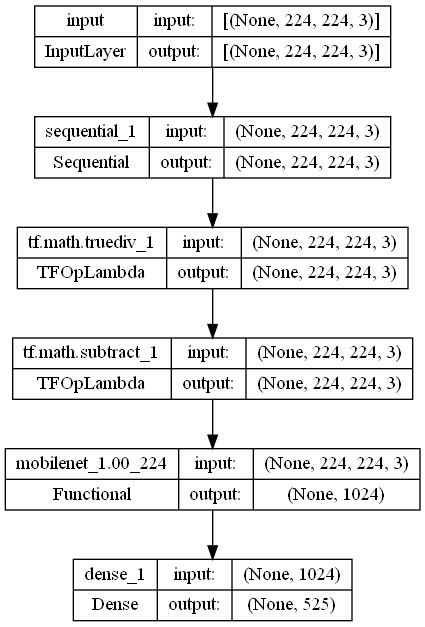 input input: [(None, 224, 224, 3)]
InputLayer output: [(None, 224, 224, 3)]
sequential_1 input: (None, 224, 224, 3)
Sequential output: (None, 224, 224, 3)
tf.math.truediv_1 input: (None, 224, 224, 3)
TFOpLambda output: (None, 224, 224, 3)
tf.math.subtract_1 input: (None, 224, 224, 3)
TFOpLambda output: (None, 224, 224, 3)
mobilenet_1.00_224 input: (None, 224, 224, 3)
Functional output: (None, 1024)
dense_1 input: (None, 1024)
Dense output: (None, 525)